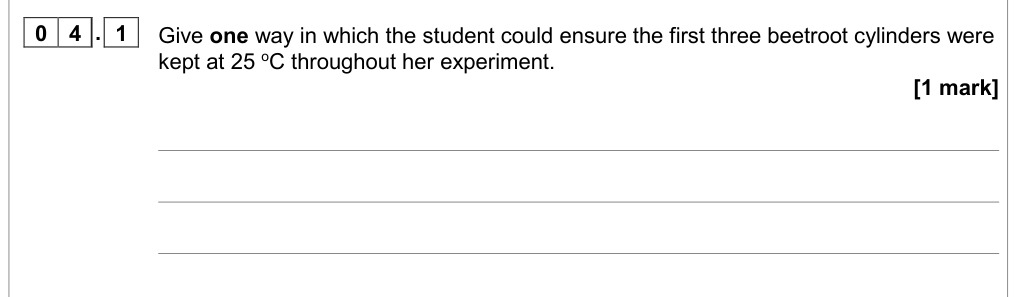 0 4 . 1 Give one way in which the student could ensure the first three beetroot cylinders were
kept at 25 ºC throughout her experiment.
[1 mark]